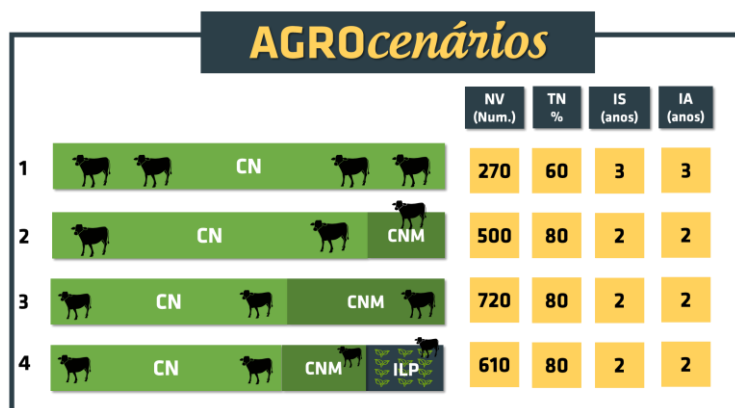 AGROcenários
NV TN IS IA
(Num.) % (anos) (anos)
1 CN 270 60 3 3
2 CN CNM 500 80 2 2
3 CN CNM 720 80 2 2
4 CN CNM ILP 610 80 2 2